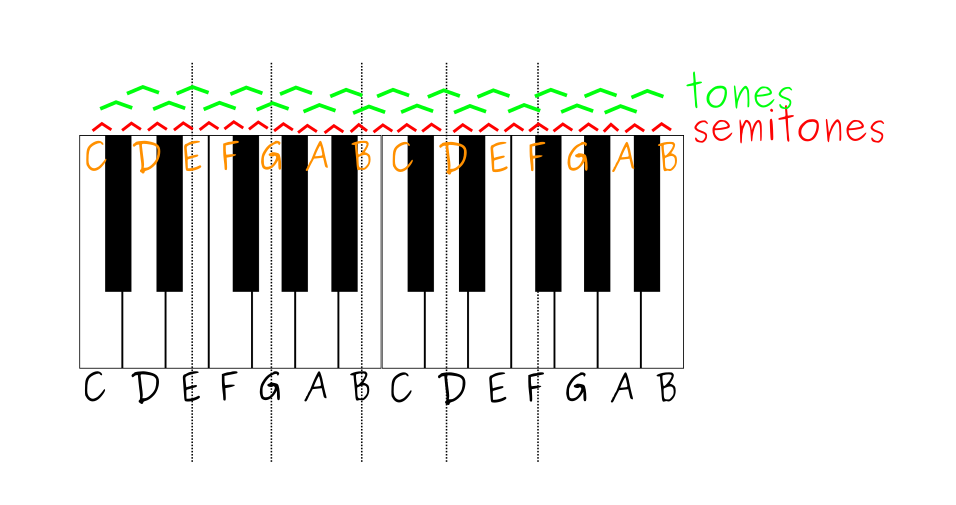 tones
semitones
C D E F G A B C D E F G A B
C D E F G A B C D E F G A B